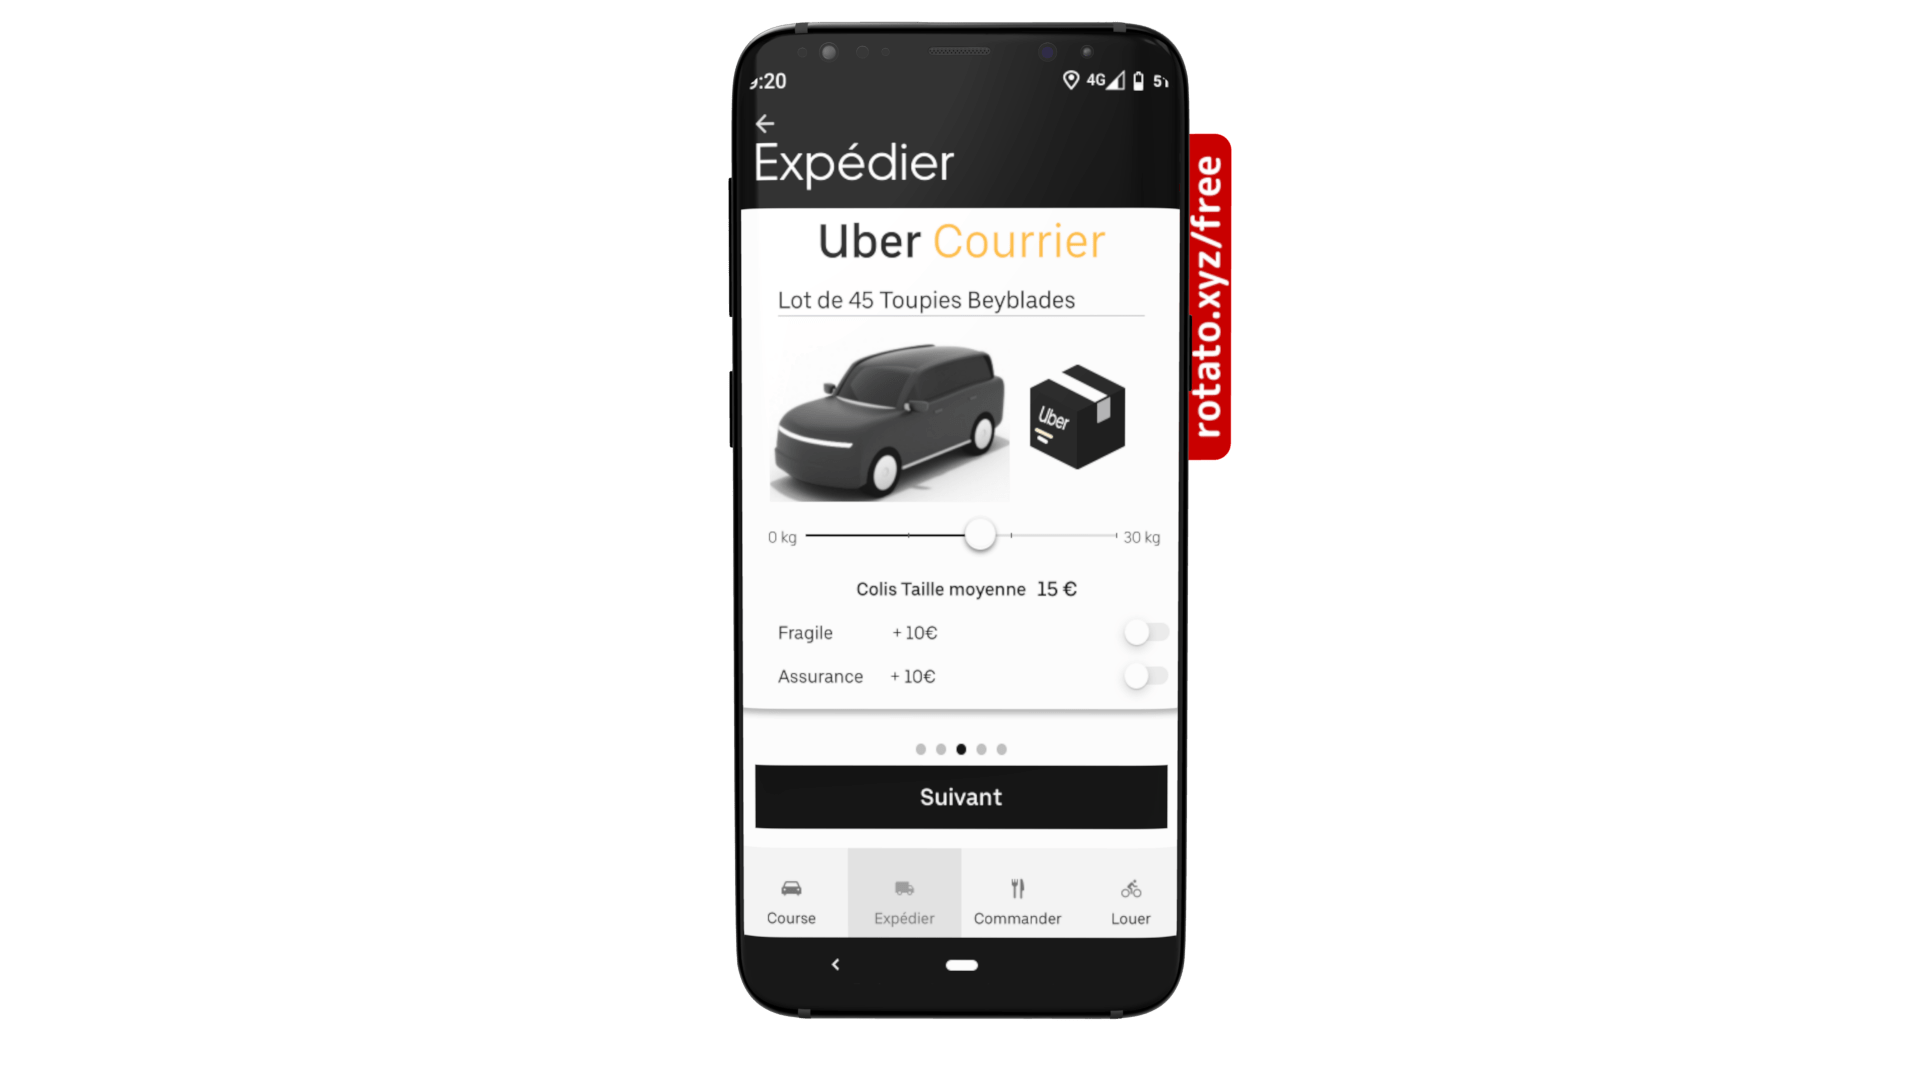 :20
4G
Expédier
Uber Courrier
Lot de 45 Toupies Beyblades
Uber
0 kg
30 kg
Colis Taille moyenne 15 €
Fragile + 10€
Assurance + 10€
Suivant
Course
Expédier
Commander
Louer
rotato.xyz/free